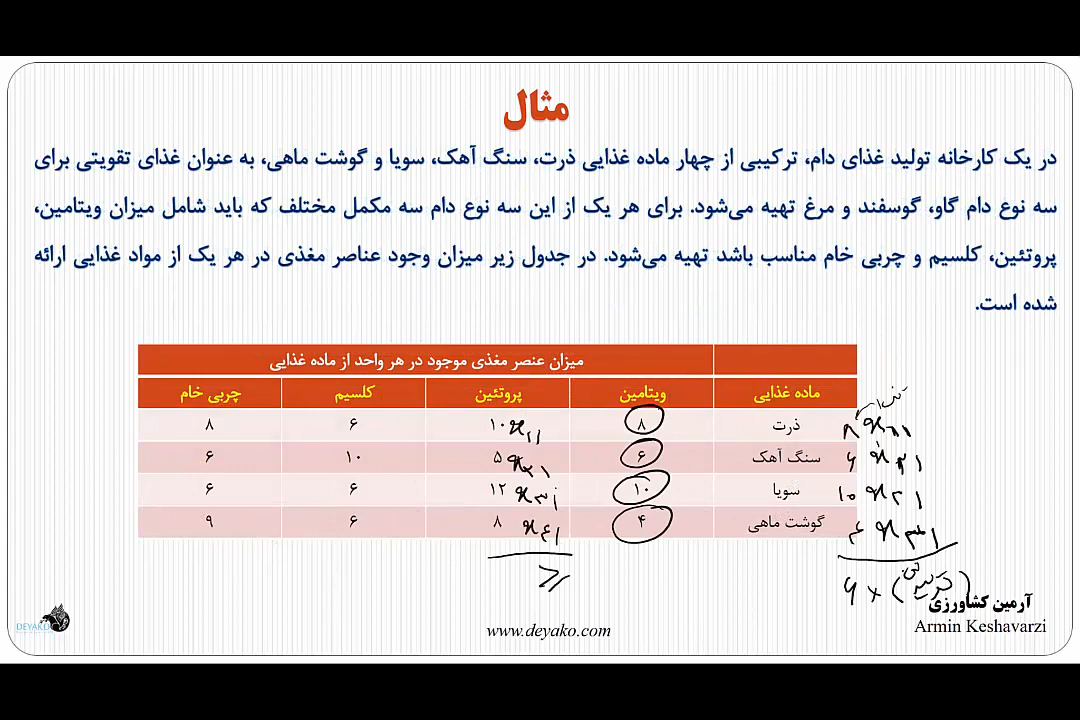 مثال
در یک کارخانه تولید غذای دام، ترکیبی از چهار ماده غذایی ذرت، سنگ آهک، سویا و گوشت ماهی، به عنوان غذای تقویتی برای
سه نوع دام گاو، گوسفند و مرغ تهیه می‌شود. برای هر یک از این سه نوع دام سه مکمل مختلف که باید شامل میزان ویتامین،
پروتئین، کلسیم و چربی خام مناسب باشد تهیه می‌شود. در جدول زیر میزان وجود عناصر مغذی در هر یک از مواد غذایی ارائه
شده است.
میزان عنصر مغذی موجود در هر واحد از ماده غذایی
ماده غذایی ویتامین پروتئین کلسیم چربی خام
ذرت ۸ ۱۰ ۶ ۸
سنگ آهک ۶ ۵ ۱۰ ۶
سویا ۱۰ ۱۲ ۶ ۶
گوشت ماهی ۴ ۸ ۶ ۹
x۱۱
x۲۱
x۴۱
≥
آرمین کشاورزی
Armin Keshavarzi
www.deyako.com
DEYAKO